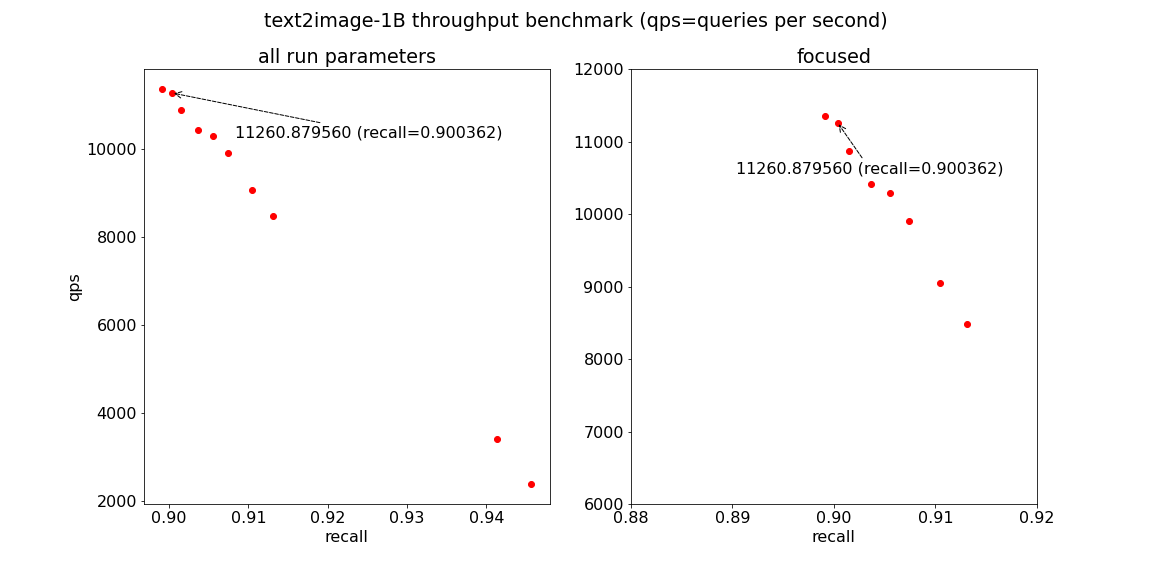 text2image-1B throughput benchmark (qps=queries per second)
all run parameters
11260.879560 (recall=0.900362)
10000
8000
6000
4000
2000
qps
0.90 0.91 0.92 0.93 0.94
recall
focused
12000
11000
11260.879560 (recall=0.900362)
10000
9000
8000
7000
6000
0.88 0.89 0.90 0.91 0.92
recall